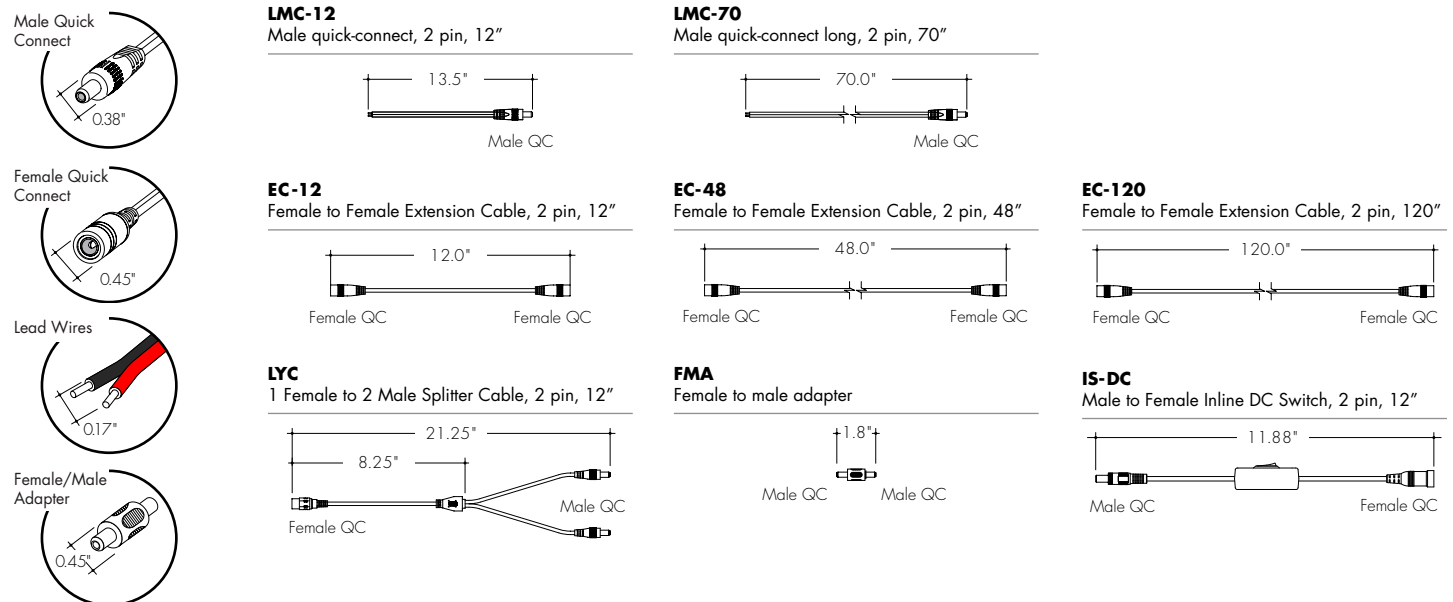 Male Quick
Connect
0.38"
Female Quick
Connect
0.45"
Lead Wires
0.17"
Female/Male
Adapter
0.45"
LMC-12
Male quick-connect, 2 pin, 12”
13.5"
Male QC
LMC-70
Male quick-connect long, 2 pin, 70”
70.0"
Male QC
EC-12
Female to Female Extension Cable, 2 pin, 12”
12.0"
Female QC Female QC
EC-48
Female to Female Extension Cable, 2 pin, 48”
48.0"
Female QC Female QC
EC-120
Female to Female Extension Cable, 2 pin, 120”
120.0"
Female QC Female QC
LYC
1 Female to 2 Male Splitter Cable, 2 pin, 12”
21.25"
8.25"
Female QC
Male QC
FMA
Female to male adapter
1.8"
Male QC Male QC
IS-DC
Male to Female Inline DC Switch, 2 pin, 12”
11.88"
Male QC Female QC